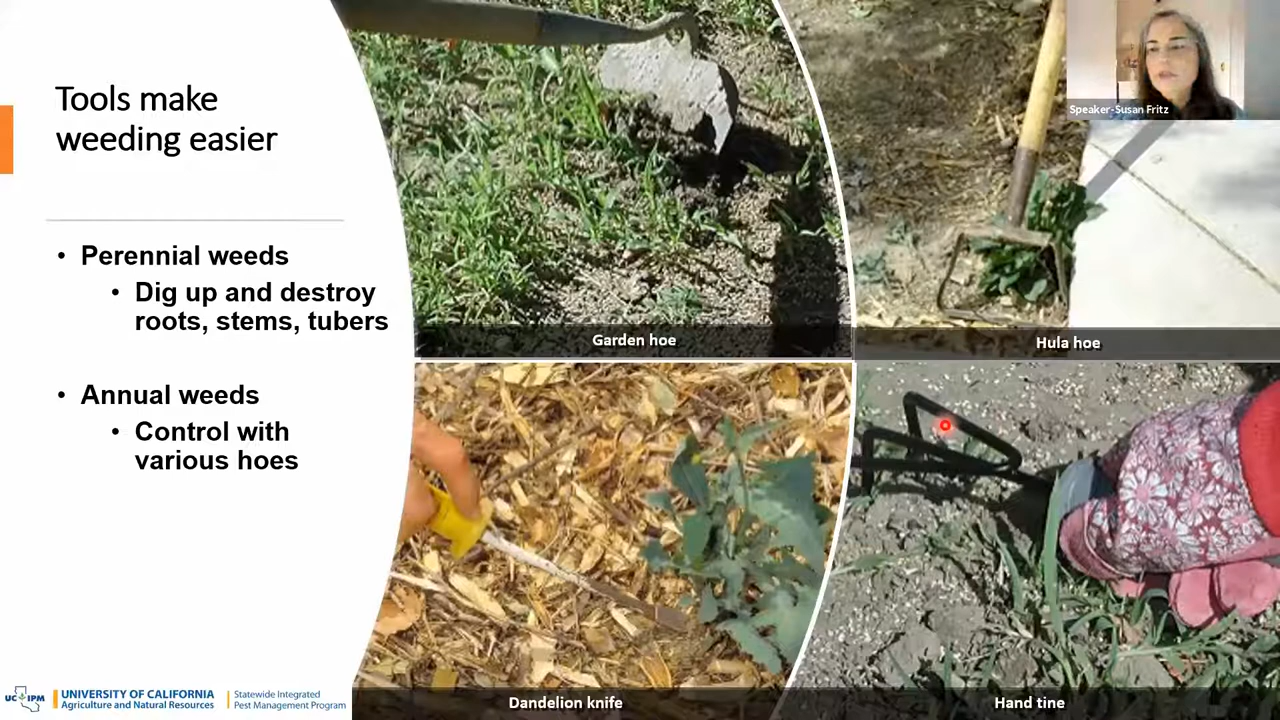 Tools make
weeding easier
• Perennial weeds
• Dig up and destroy
roots, stems, tubers
• Annual weeds
• Control with
various hoes
Speaker-Susan Fritz
Garden hoe
Hula hoe
Dandelion knife
Hand tine
UC IPM
UNIVERSITY OF CALIFORNIA
Agriculture and Natural Resources
Statewide Integrated
Pest Management Program